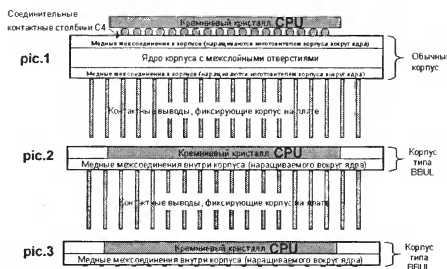 Соединительные
контактные столбики C4
Кремниевый кристалл CPU
pic.1
Медные межсоединения в корпусе (наращиваются изготовителем корпуса вокруг ядра)
Ядро корпуса с межслойными отверстиями
Медные межсоединения в корпусе (наращиваются изготовителем корпуса вокруг ядра)
Обычный
корпус
Контактные выводы, фиксирующие корпус на плате
pic.2
Кремниевый кристалл CPU
Медные межсоединения внутри корпуса (наращиваемого вокруг ядра)
Корпус
типа
BBUL
Контактные выводы, фиксирующие корпус на плате
pic.3
Кремниевый кристалл CPU
Медные межсоединения внутри корпуса (наращиваемого вокруг ядра)
Корпус
типа
BBUL